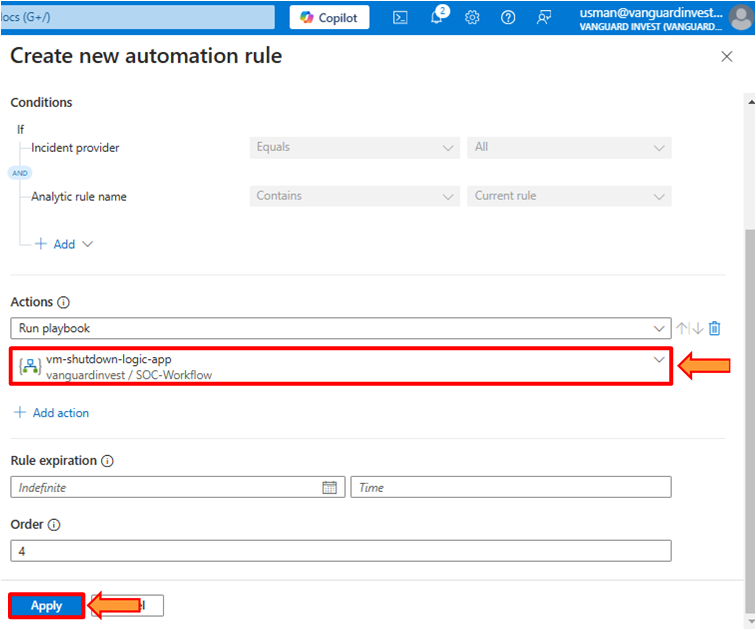 ocs (G+/)
Copilot
2
usman@vanguardinvest...
VANGUARD INVEST (VANGUARD...
Create new automation rule
Conditions
If
Incident provider
Equals
All
AND
Analytic rule name
Contains
Current rule
Add
Actions
Run playbook
vm-shutdown-logic-app
vanguardinvest / SOC-Workflow
Add action
Rule expiration
Indefinite
Time
Order
4
Apply